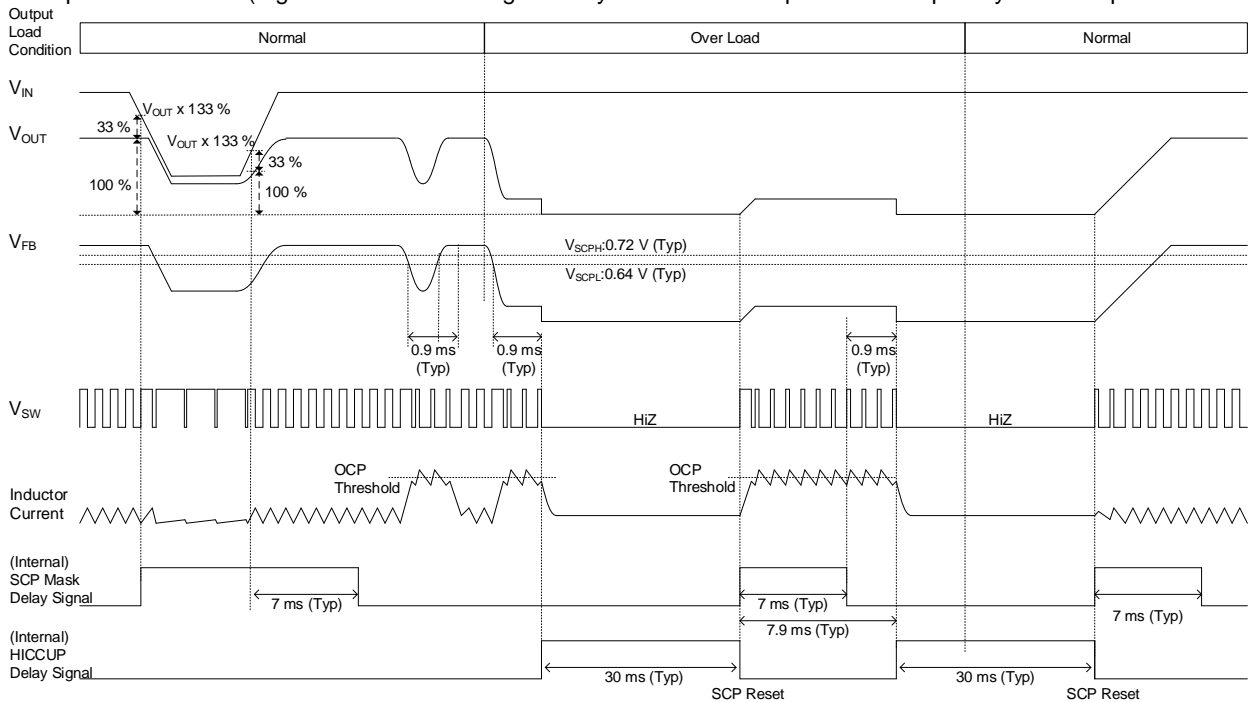 Output
Load
Condition
Normal
Over Load
Normal
VIN
VOUT x 133 %
33 %
VOUT
VOUT x 133 %
33 %
100 %
100 %
VFB
VSCPH:0.72 V (Typ)
VSCPL:0.64 V (Typ)
0.9 ms
(Typ)
0.9 ms
(Typ)
0.9 ms
(Typ)
VSW
HiZ
HiZ
OCP
Threshold
OCP
Threshold
Inductor
Current
(Internal)
SCP Mask
Delay Signal
7 ms (Typ)
7 ms (Typ)
7 ms (Typ)
7.9 ms (Typ)
(Internal)
HICCUP
Delay Signal
30 ms (Typ)
30 ms (Typ)
SCP Reset
SCP Reset